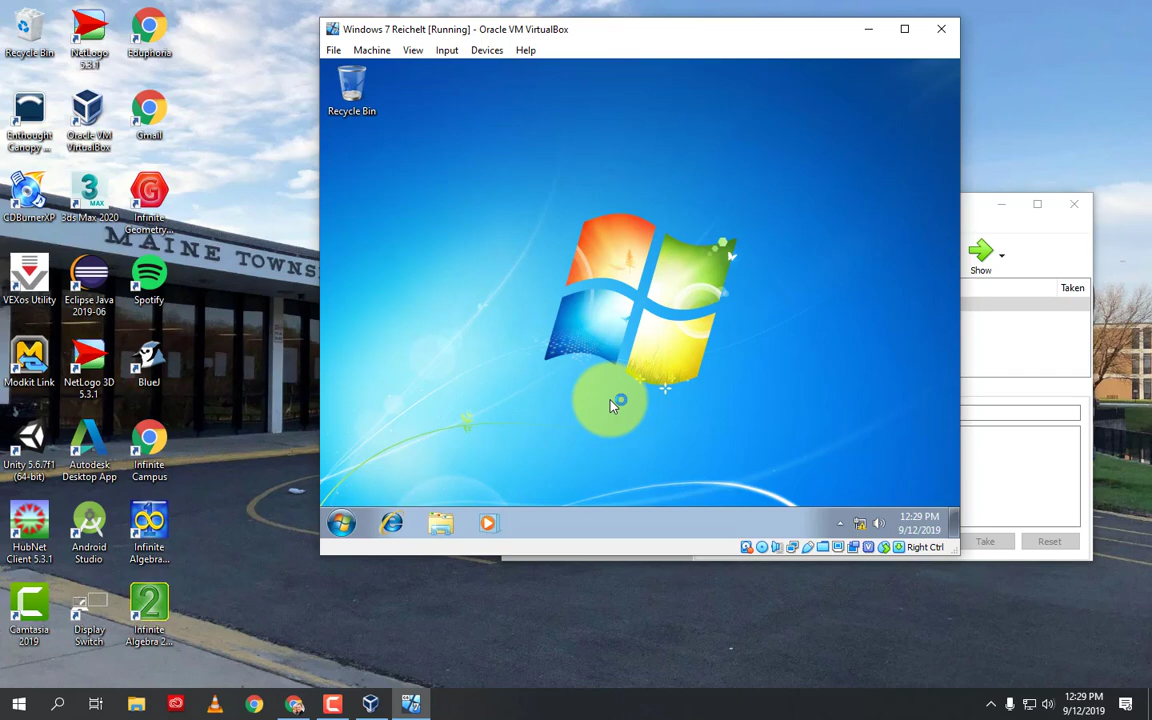 Windows 7 Reichelt [Running] - Oracle VM VirtualBox
File Machine View Input Devices Help
Recycle Bin
12:29 PM
9/12/2019
Right Ctrl
Show
Taken
Take
Reset
Recycle Bin
NetLogo
5.3.1
Eduphoria
Enthought
Canopy ...
Oracle VM
VirtualBox
Gmail
CDBurnerXP
3ds Max 2020
Infinite
Geometry...
VEXos Utility
Eclipse Java
2019-06
Spotify
Modkit Link
NetLogo 3D
5.3.1
BlueJ
Unity 5.6.7f1
(64-bit)
Autodesk
Desktop App
Infinite
Campus
HubNet
Client 5.3.1
Android
Studio
Infinite
Algebra...
Camtasia
2019
Display
Switch
Infinite
Algebra 2...
MAINE TOWNS
12:29 PM
9/12/2019